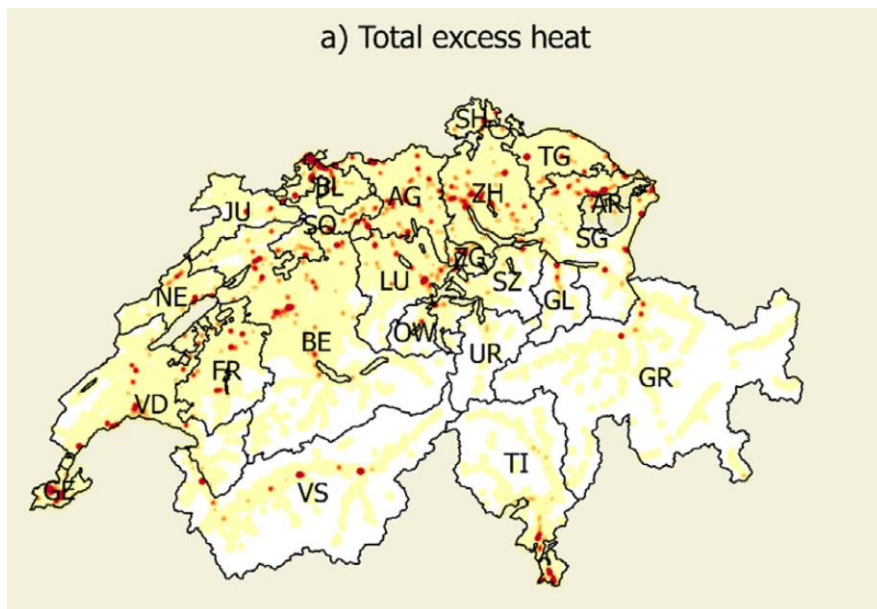 a) Total excess heat
SH
TG
BL
AG
ZH
AR
JU
SO
SG
ZG
LU
SZ
NE
GL
OW
BE
UR
FR
GR
VD
TI
GE
VS